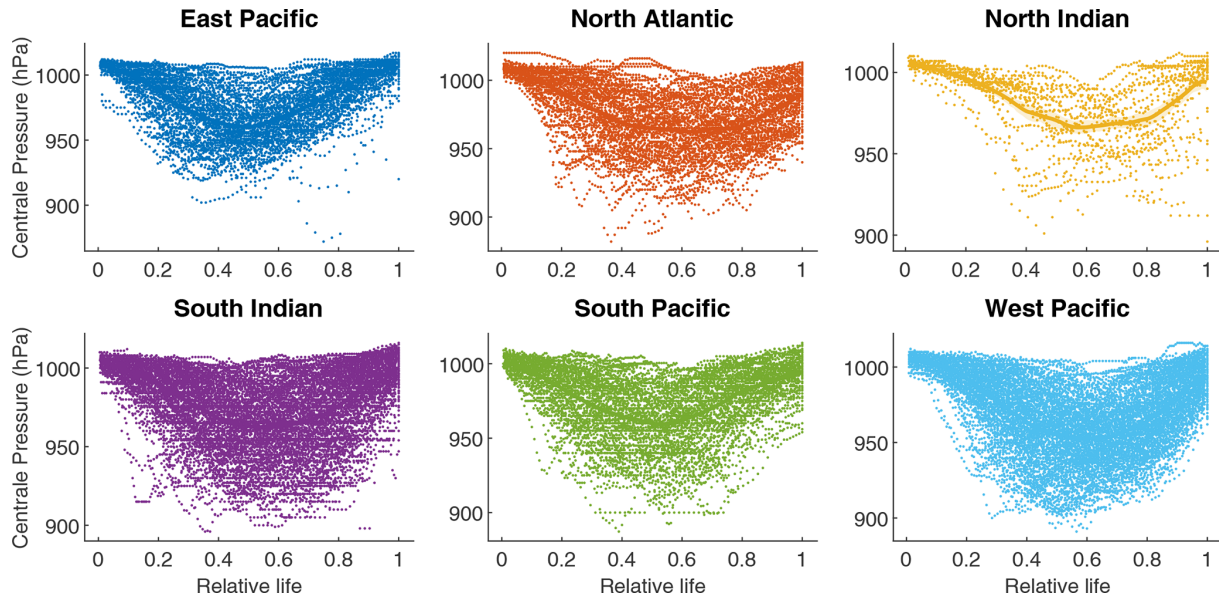 East Pacific
North Atlantic
North Indian
Centrale Pressure (hPa)
1000
950
900
0 0.2 0.4 0.6 0.8 1
1000
950
900
0 0.2 0.4 0.6 0.8 1
1000
950
900
0 0.2 0.4 0.6 0.8 1
South Indian
South Pacific
West Pacific
Centrale Pressure (hPa)
1000
950
900
0 0.2 0.4 0.6 0.8 1
Relative life
1000
950
900
0 0.2 0.4 0.6 0.8 1
Relative life
1000
950
900
0 0.2 0.4 0.6 0.8 1
Relative life